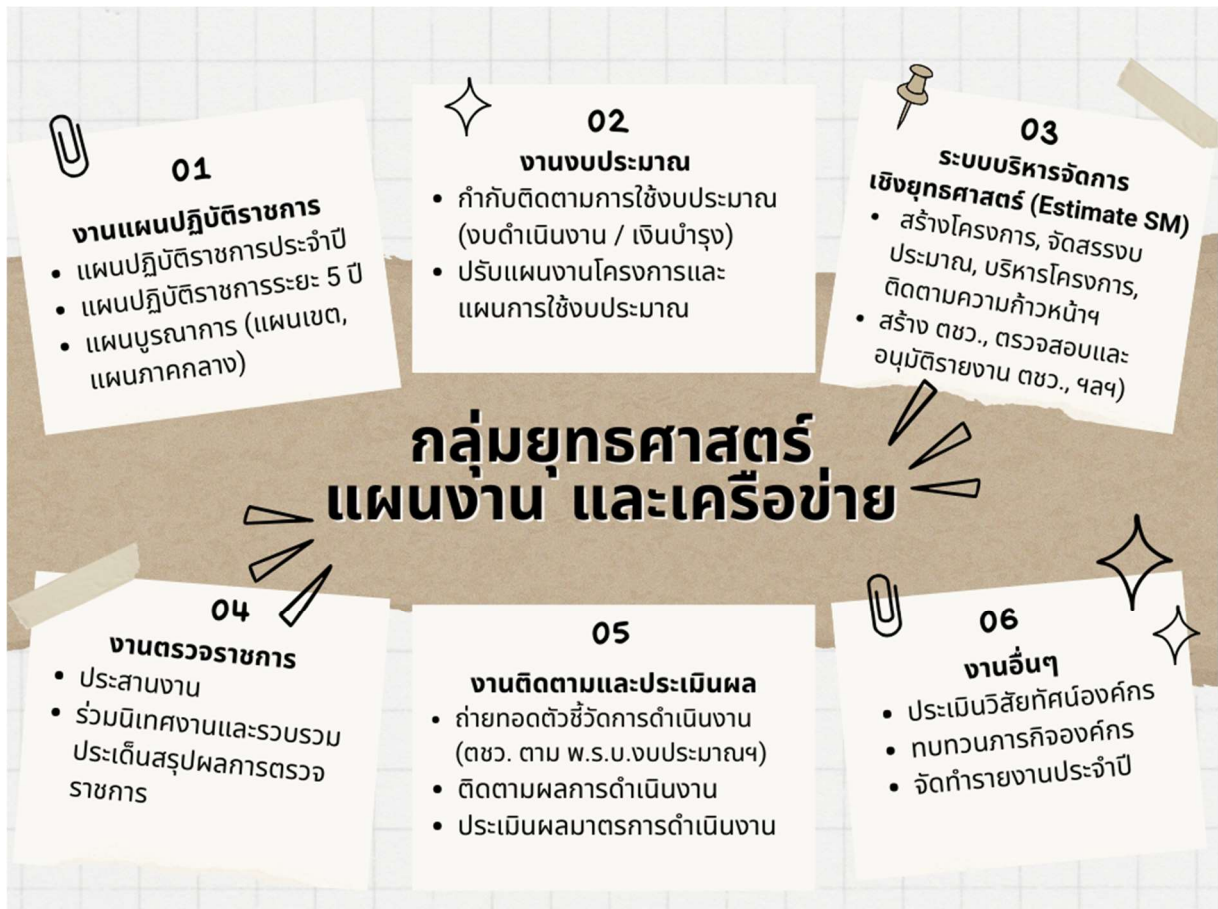 01
งานแผนปฏิบัติราชการ
• แผนปฏิบัติราชการประจำปี
• แผนปฏิบัติราชการระยะ 5 ปี
• แผนบูรณาการ (แผนเขต,
แผนภาคกลาง)
02
งานงบประมาณ
• กำกับติดตามการใช้งบประมาณ
(งบดำเนินงาน / เงินบำรุง)
• ปรับแผนงานโครงการและ
แผนการใช้งบประมาณ
03
ระบบบริหารจัดการ
เชิงยุทธศาสตร์ (Estimate SM)
• สร้างโครงการ, จัดสรรงบ
ประมาณ, บริหารโครงการ,
ติดตามความก้าวหน้าฯ
• สร้าง ตชว., ตรวจสอบและ
อนุมัติรายงาน ตชว., ฯลฯ)
กลุ่มยุทธศาสตร์
แผนงาน และเครือข่าย
04
งานตรวจราชการ
• ประสานงาน
• ร่วมนิเทศงานและรวบรวม
ประเด็นสรุปผลการตรวจ
ราชการ
05
งานติดตามและประเมินผล
• ถ่ายทอดตัวชี้วัดการดำเนินงาน
(ตชว. ตาม พ.ร.บ.งบประมาณฯ)
• ติดตามผลการดำเนินงาน
• ประเมินผลมาตรการดำเนินงาน
06
งานอื่นๆ
• ประเมินวิสัยทัศน์องค์กร
• ทบทวนภารกิจองค์กร
• จัดทำรายงานประจำปี